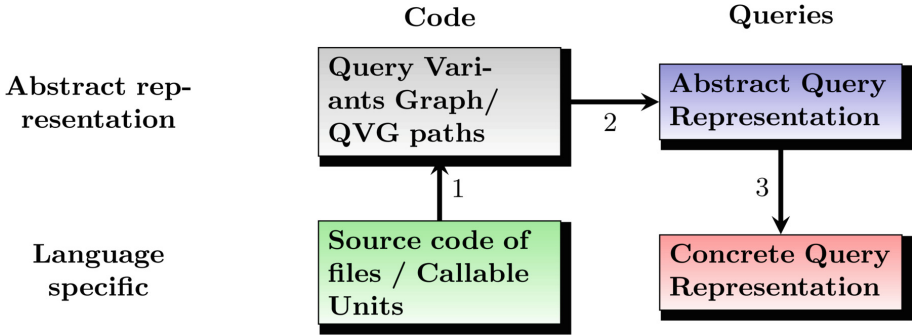 Code
Queries
Abstract rep-
resentation
Query Vari-
ants Graph/
QVG paths
2
Abstract Query
Representation
1
3
Language
specific
Source code of
files / Callable
Units
Concrete Query
Representation